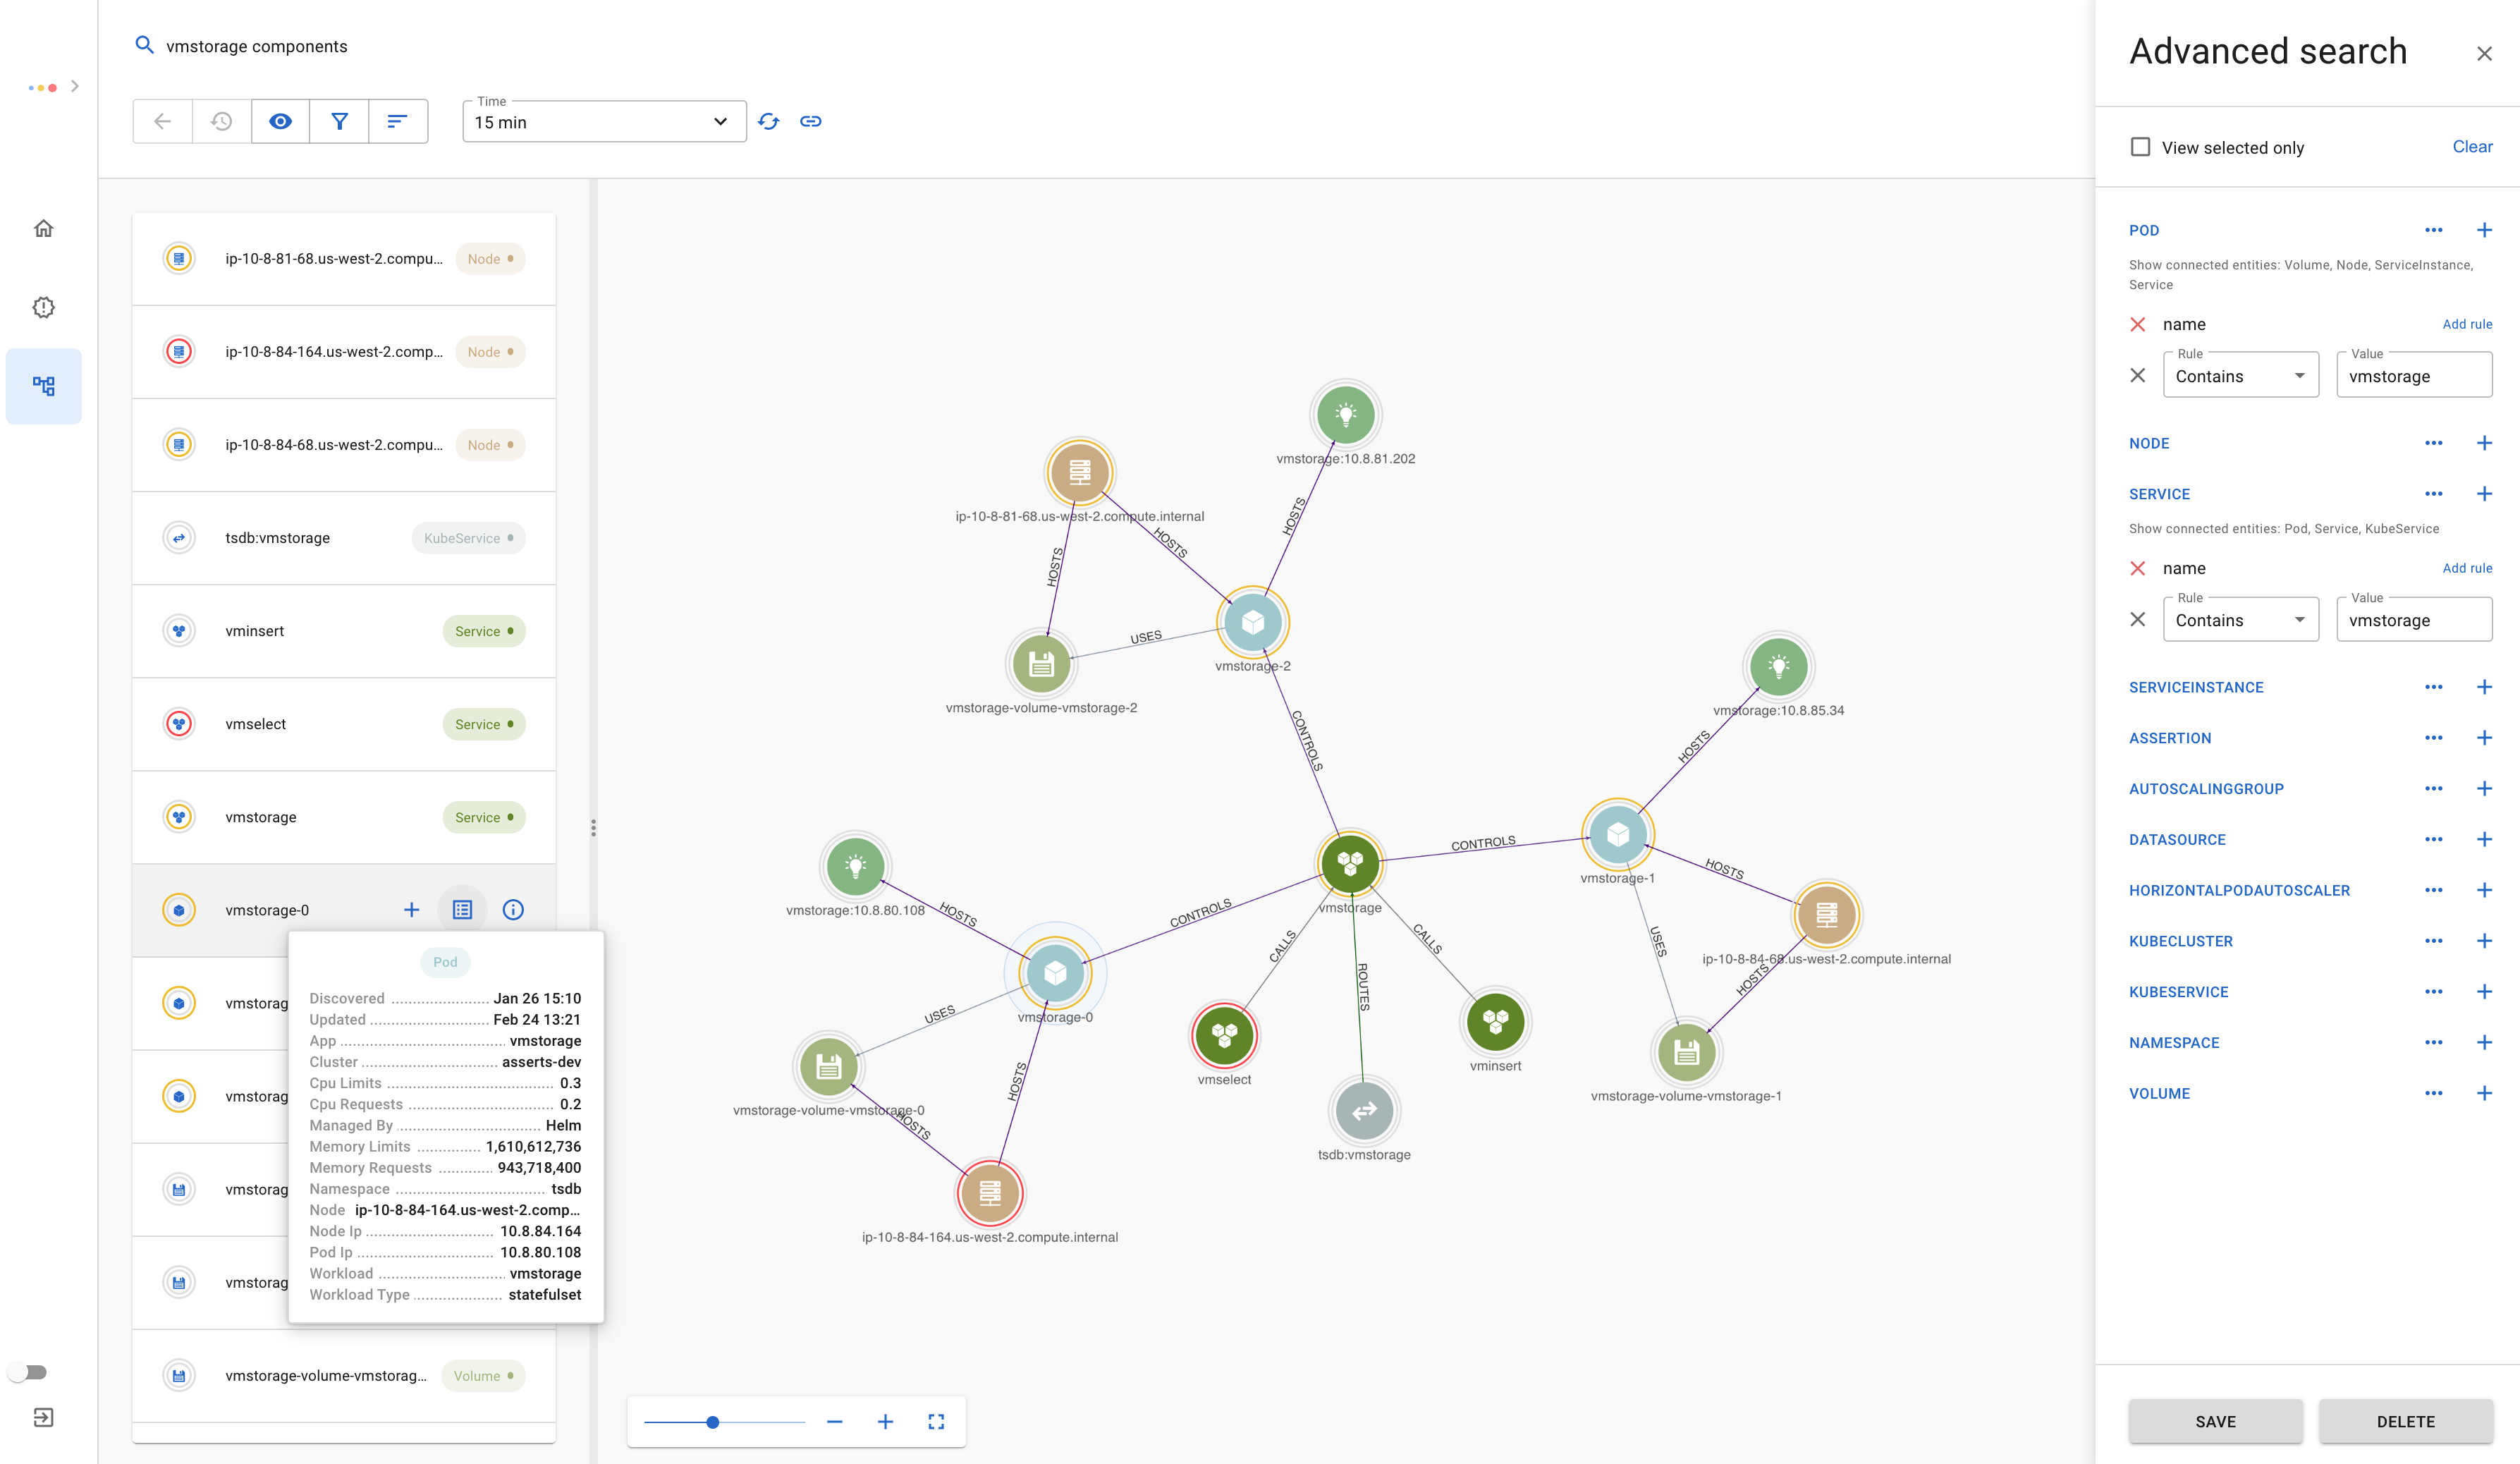 vmstorage components
Time
15 min
ip-10-8-81-68.us-west-2.compu... Node
ip-10-8-84-164.us-west-2.comp... Node
ip-10-8-84-68.us-west-2.compu... Node
tsdb:vmstorage KubeService
vminsert Service
vmselect Service
vmstorage Service
vmstorage-0
vmstorag
vmstorag
vmstorag
vmstorag
vmstorage-volume-vmstorag... Volume
Pod
Discovered Jan 26 15:10
Updated Feb 24 13:21
App vmstorage
Cluster asserts-dev
Cpu Limits 0.3
Cpu Requests 0.2
Managed By Helm
Memory Limits 1,610,612,736
Memory Requests 943,718,400
Namespace tsdb
Node ip-10-8-84-164.us-west-2.comp...
Node Ip 10.8.84.164
Pod Ip 10.8.80.108
Workload vmstorage
Workload Type statefulset
vmstorage:10.8.81.202
ip-10-8-81-68.us-west-2.compute.internal
HOSTS
HOSTS
HOSTS
USES
vmstorage-2
vmstorage-volume-vmstorage-2
CONTROLS
vmstorage:10.8.85.34
HOSTS
CONTROLS
vmstorage-1
HOSTS
vmstorage:10.8.80.108
HOSTS
CONTROLS
vmstorage
CALLS
CALLS
ROUTES
USES
ip-10-8-84-68.us-west-2.compute.internal
HOSTS
USES
vmstorage-0
vmselect
vminsert
vmstorage-volume-vmstorage-1
HOSTS
vmstorage-volume-vmstorage-0
HOSTS
tsdb:vmstorage
ip-10-8-84-164.us-west-2.compute.internal
Advanced search
View selected only Clear
POD
Show connected entities: Volume, Node, ServiceInstance,
Service
name Add rule
Rule Value
Contains vmstorage
NODE
SERVICE
Show connected entities: Pod, Service, KubeService
name Add rule
Rule Value
Contains vmstorage
SERVICEINSTANCE
ASSERTION
AUTOSCALINGGROUP
DATASOURCE
HORIZONTALPODAUTOSCALER
KUBECLUSTER
KUBESERVICE
NAMESPACE
VOLUME
SAVE DELETE